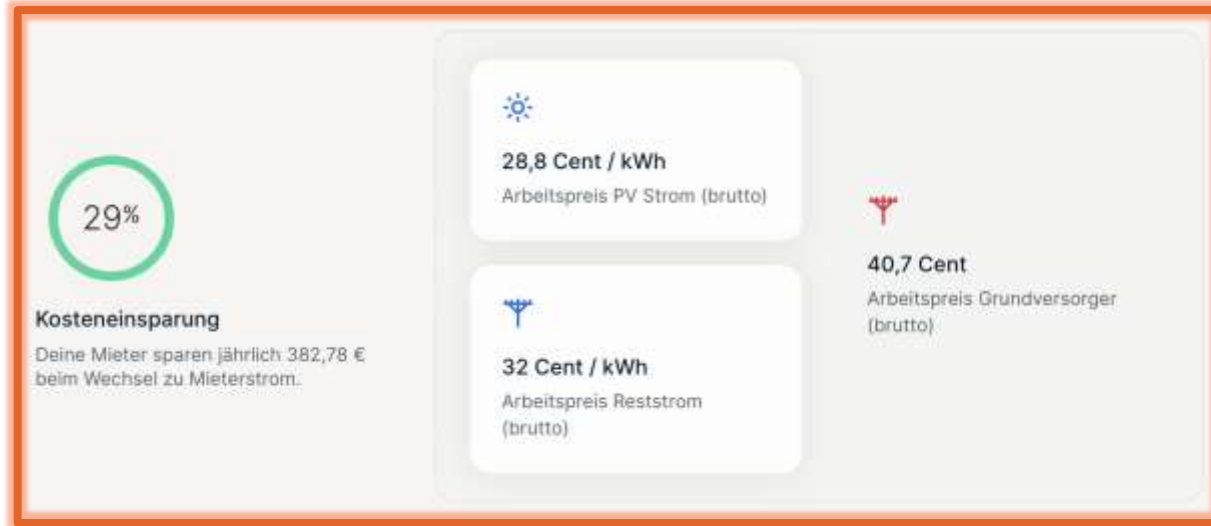 29%
Kosteneinsparung
Deine Mieter sparen jährlich 382,78 €
beim Wechsel zu Mieterstrom.
28,8 Cent / kWh
Arbeitspreis PV Strom (brutto)
32 Cent / kWh
Arbeitspreis Reststrom
(brutto)
40,7 Cent
Arbeitspreis Grundversorger
(brutto)